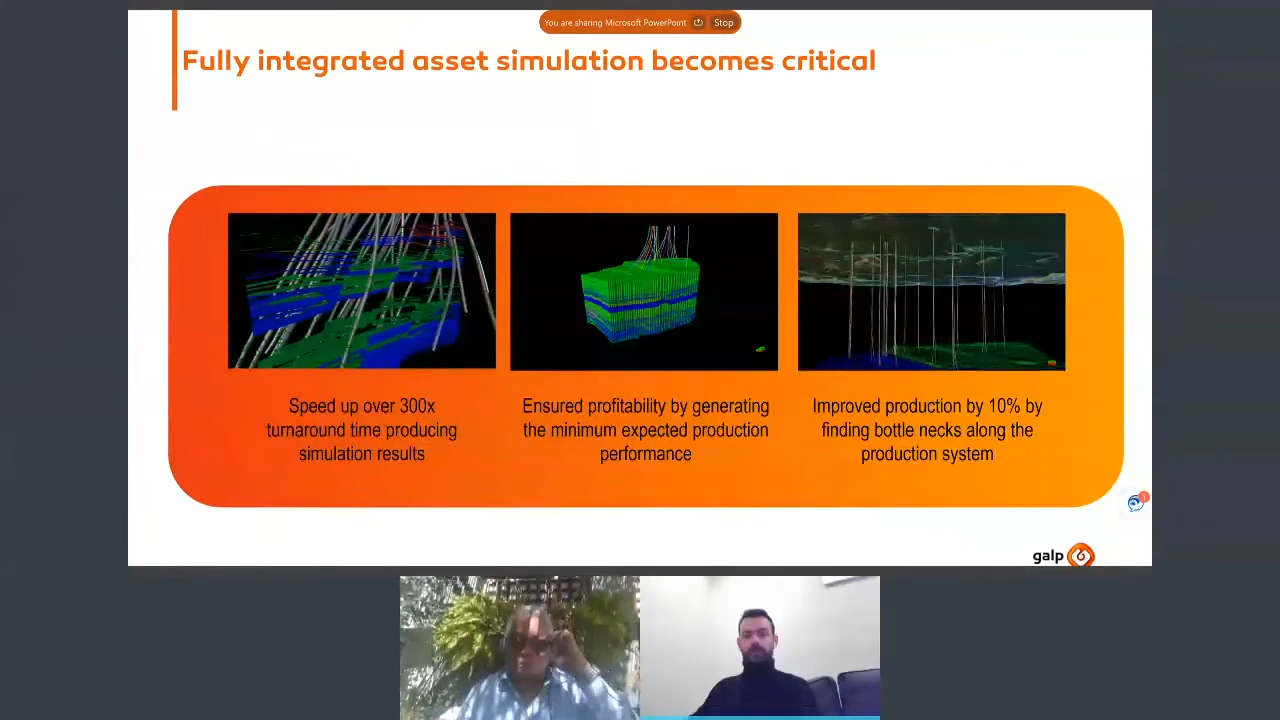 You are sharing Microsoft PowerPoint Stop
Fully integrated asset simulation becomes critical
Speed up over 300x
turnaround time producing
simulation results
Ensured profitability by generating
the minimum expected production
performance
Improved production by 10% by
finding bottle necks along the
production system
1
galp